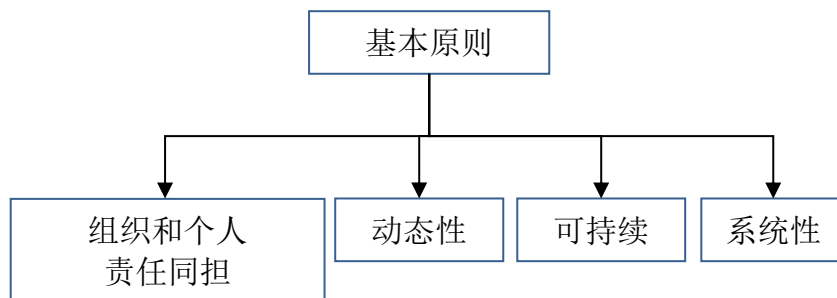 基本原则
组织和个人
责任同担
动态性
可持续
系统性